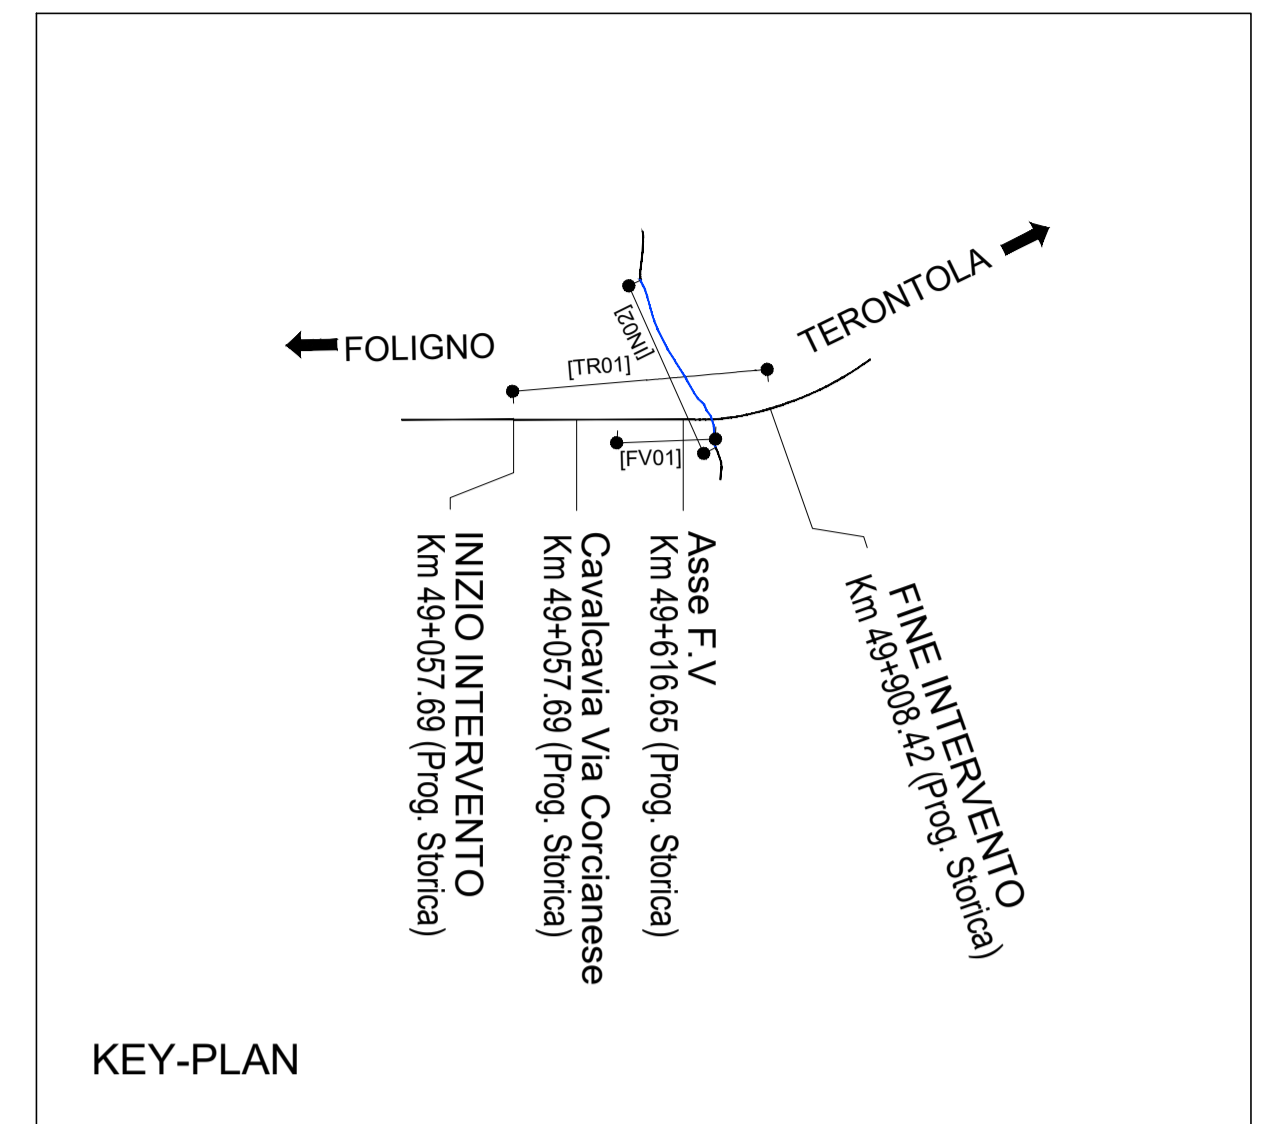 TERONTOLA
FOLIGNO
[IN02]
[TR01]
[FV01]
INIZIO INTERVENTO
Km 49+057.69 (Prog. Storica)
Cavalcavia Via Corcianese
Km 49+057.69 (Prog. Storica)
Asse F.V
Km 49+616.65 (Prog. Storica)
FINE INTERVENTO
Km 49+908.42 (Prog. Storica)
KEY-PLAN